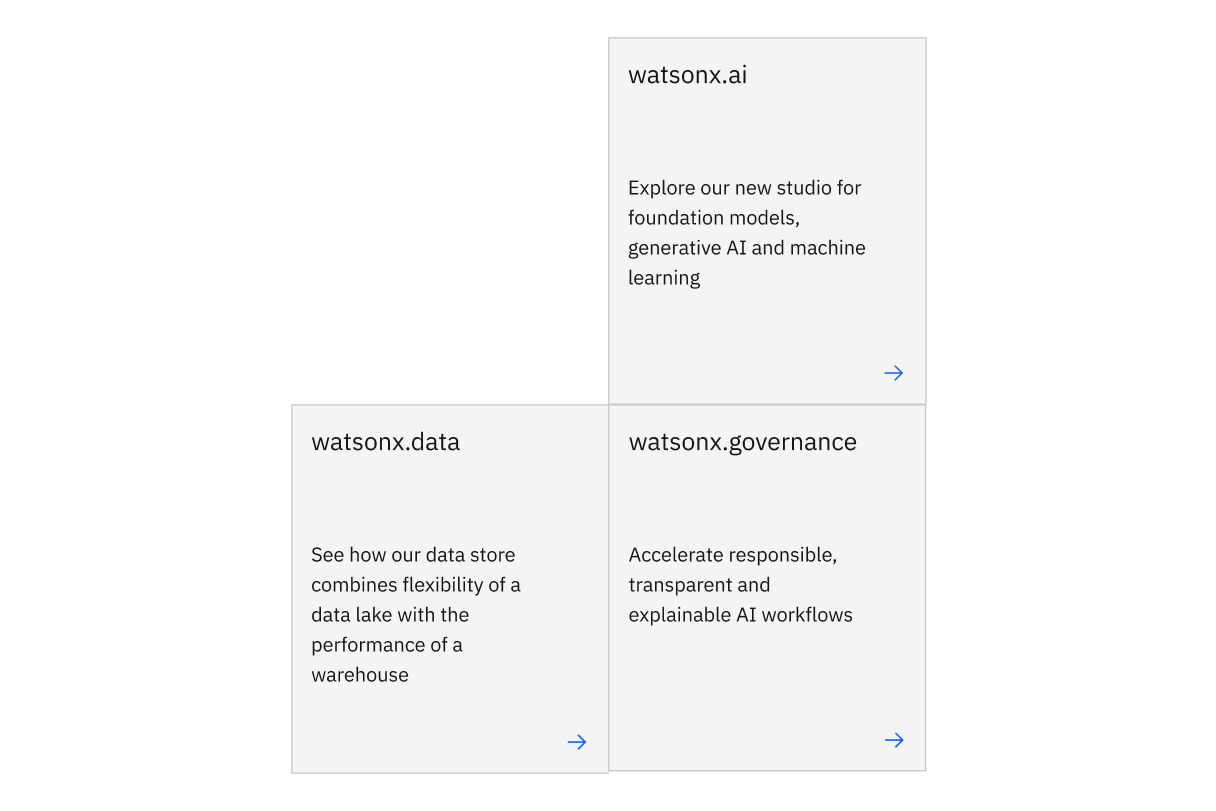 watsonx.ai
Explore our new studio for
foundation models,
generative AI and machine
learning
watsonx.data
See how our data store
combines flexibility of a
data lake with the
performance of a
warehouse
watsonx.governance
Accelerate responsible,
transparent and
explainable AI workflows